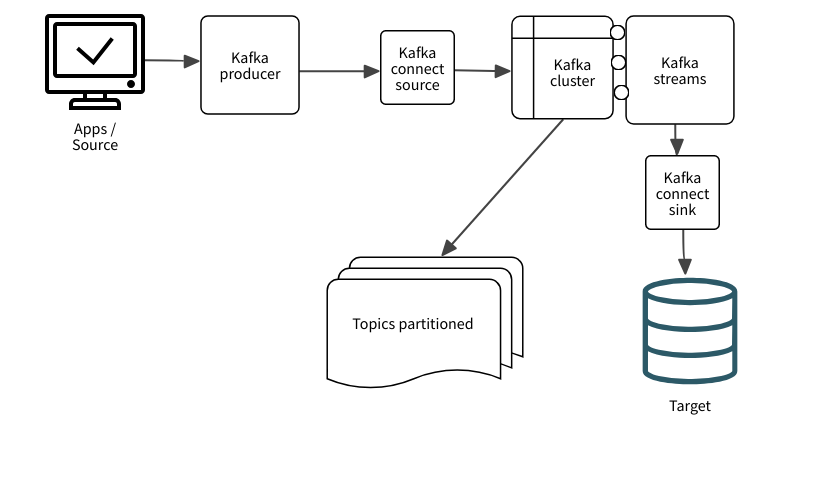 Apps /
Source
Kafka
producer
Kafka
connect
source
Kafka
cluster
Kafka
streams
Kafka
connect
sink
Topics partitioned
Target